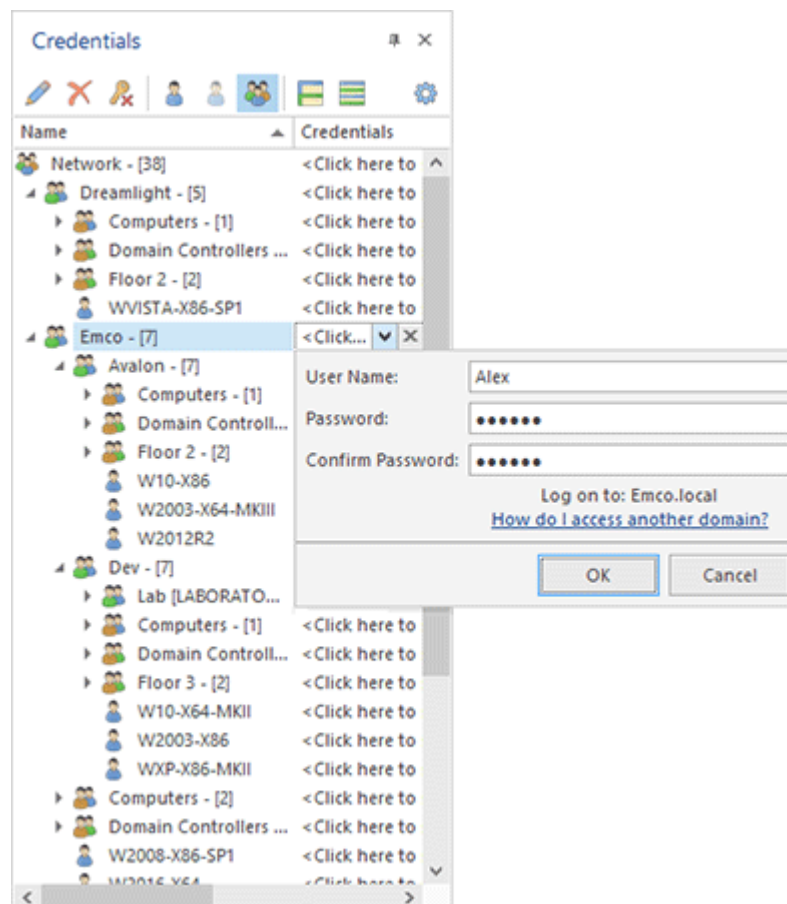 Credentials
Name Credentials
Network - [38] <Click here to
Dreamlight - [5] <Click here to
Computers - [1] <Click here to
Domain Controllers ... <Click here to
Floor 2 - [2] <Click here to
WVISTA-X86-SP1 <Click here to
Emco - [7] <Click...
Avalon - [7]
Computers - [1]
Domain Controll...
Floor 2 - [2]
W10-X86
W2003-X64-MKIII
W2012R2
Dev - [7]
Lab [LABORATO...
Computers - [1] <Click here to
Domain Controll... <Click here to
Floor 3 - [2] <Click here to
W10-X64-MKII <Click here to
W2003-X86 <Click here to
WXP-X86-MKII <Click here to
Computers - [2] <Click here to
Domain Controllers ... <Click here to
W2008-X86-SP1 <Click here to
W2016-X64 <Click here to
User Name: Alex
Password: ●●●●●●
Confirm Password: ●●●●●●
Log on to: Emco.local
How do I access another domain?
OK Cancel